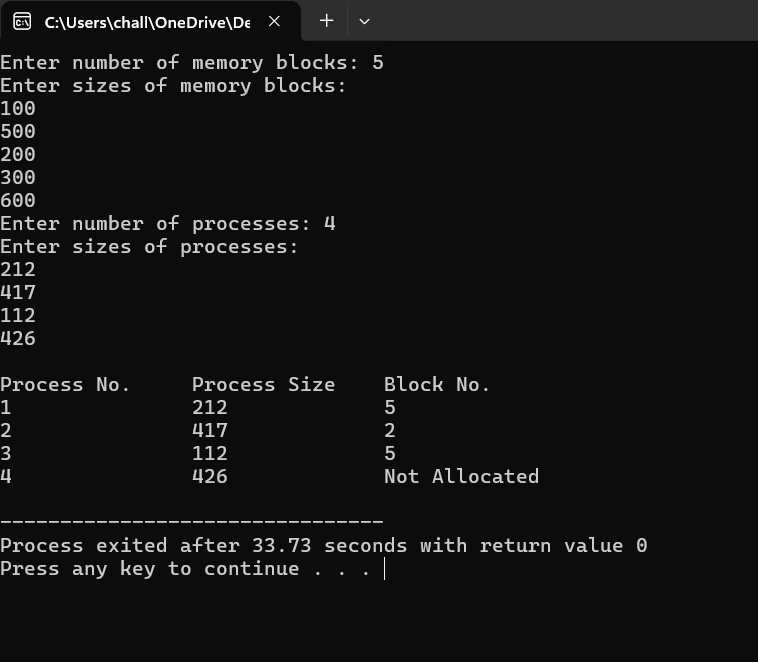 C:\Users\chall\OneDrive\De
Enter number of memory blocks: 5
Enter sizes of memory blocks:
100
500
200
300
600
Enter number of processes: 4
Enter sizes of processes:
212
417
112
426
Process No. Process Size Block No.
1 212 5
2 417 2
3 112 5
4 426 Not Allocated
--------------------------------
Process exited after 33.73 seconds with return value 0
Press any key to continue . . .